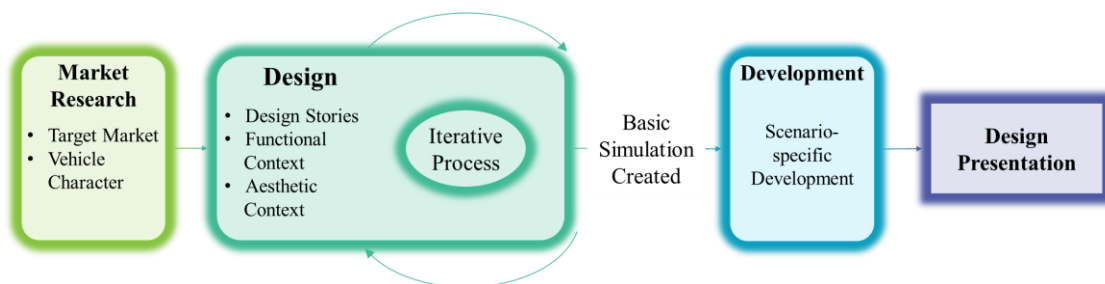 Market
Research
• Target Market
• Vehicle
Character
Design
• Design Stories
• Functional
Context
• Aesthetic
Context
Iterative
Process
Basic
Simulation
Created
Development
Scenario-
specific
Development
Design
Presentation